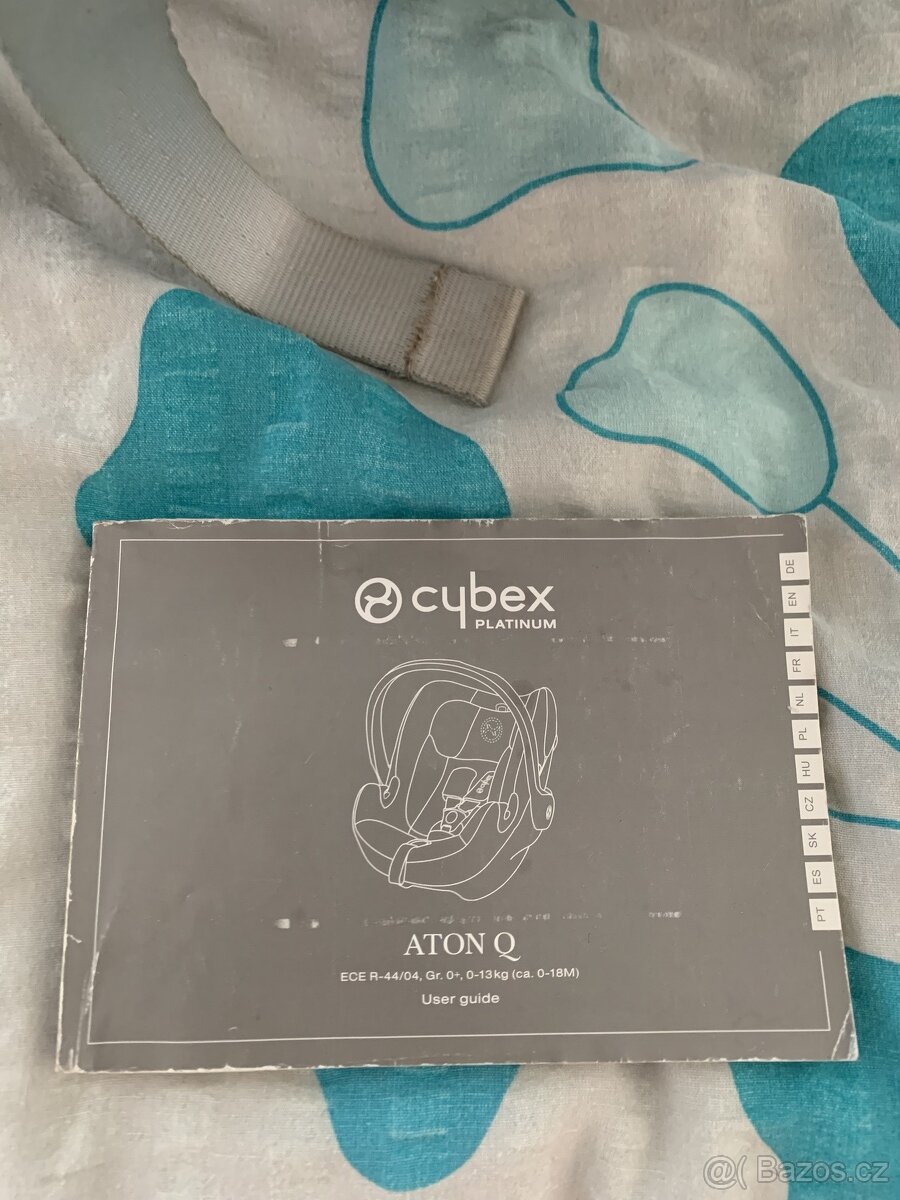 cybex
PLATINUM
DE
EN
IT
FR
NL
PL
HU
CZ
SK
ES
PT
cybex
ATON Q
ECE R-44/04, Gr. 0+, 0-13kg (ca. 0-18M)
User guide
@( Bazos.cz